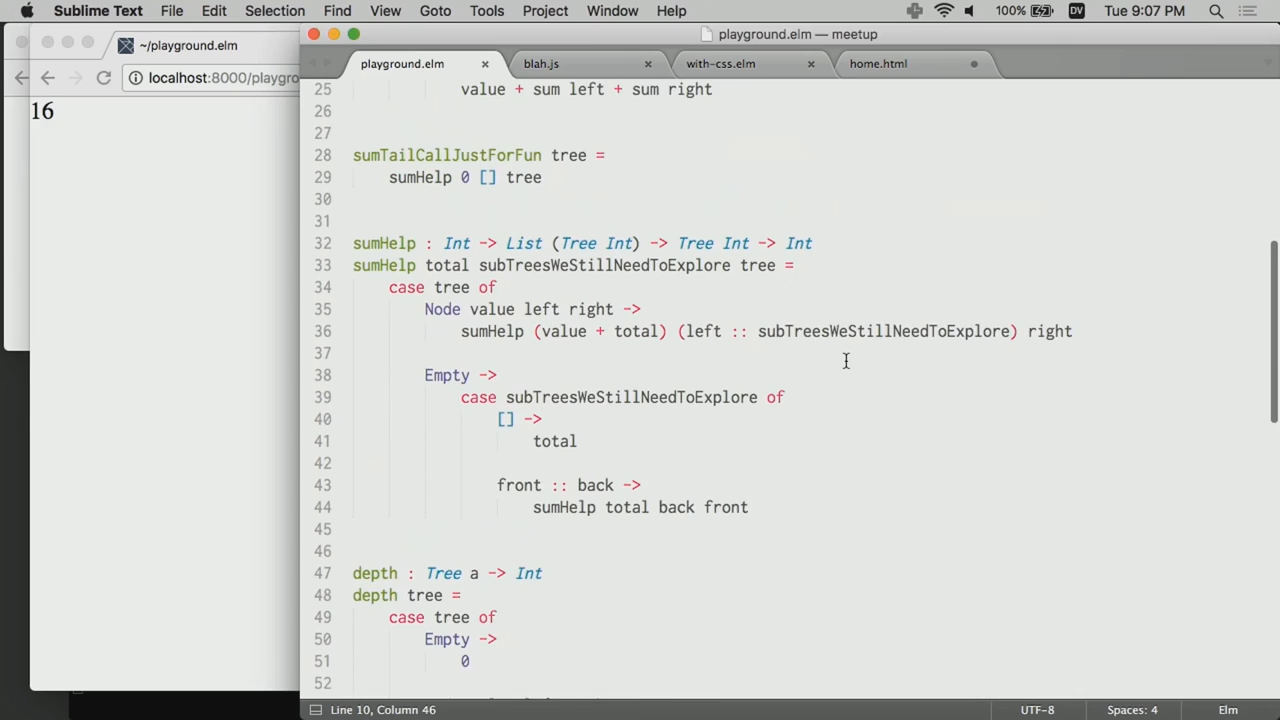 Sublime Text File Edit Selection Find View Goto Tools Project Window Help 100% DV Tue 9:07 PM
~/playground.elm
localhost:8000/playgro
16
playground.elm — meetup
playground.elm blah.js with-css.elm home.html
25 value + sum left + sum right
26
27
28 sumTailCallJustForFun tree =
29 sumHelp 0 [] tree
30
31
32 sumHelp : Int -> List (Tree Int) -> Tree Int -> Int
33 sumHelp total subTreesWeStillNeedToExplore tree =
34 case tree of
35 Node value left right ->
36 sumHelp (value + total) (left :: subTreesWeStillNeedToExplore) right
37
38 Empty ->
39 case subTreesWeStillNeedToExplore of
40 [] ->
41 total
42
43 front :: back ->
44 sumHelp total back front
45
46
47 depth : Tree a -> Int
48 depth tree =
49 case tree of
50 Empty ->
51 0
52
Line 10, Column 46 UTF-8 Spaces: 4 Elm